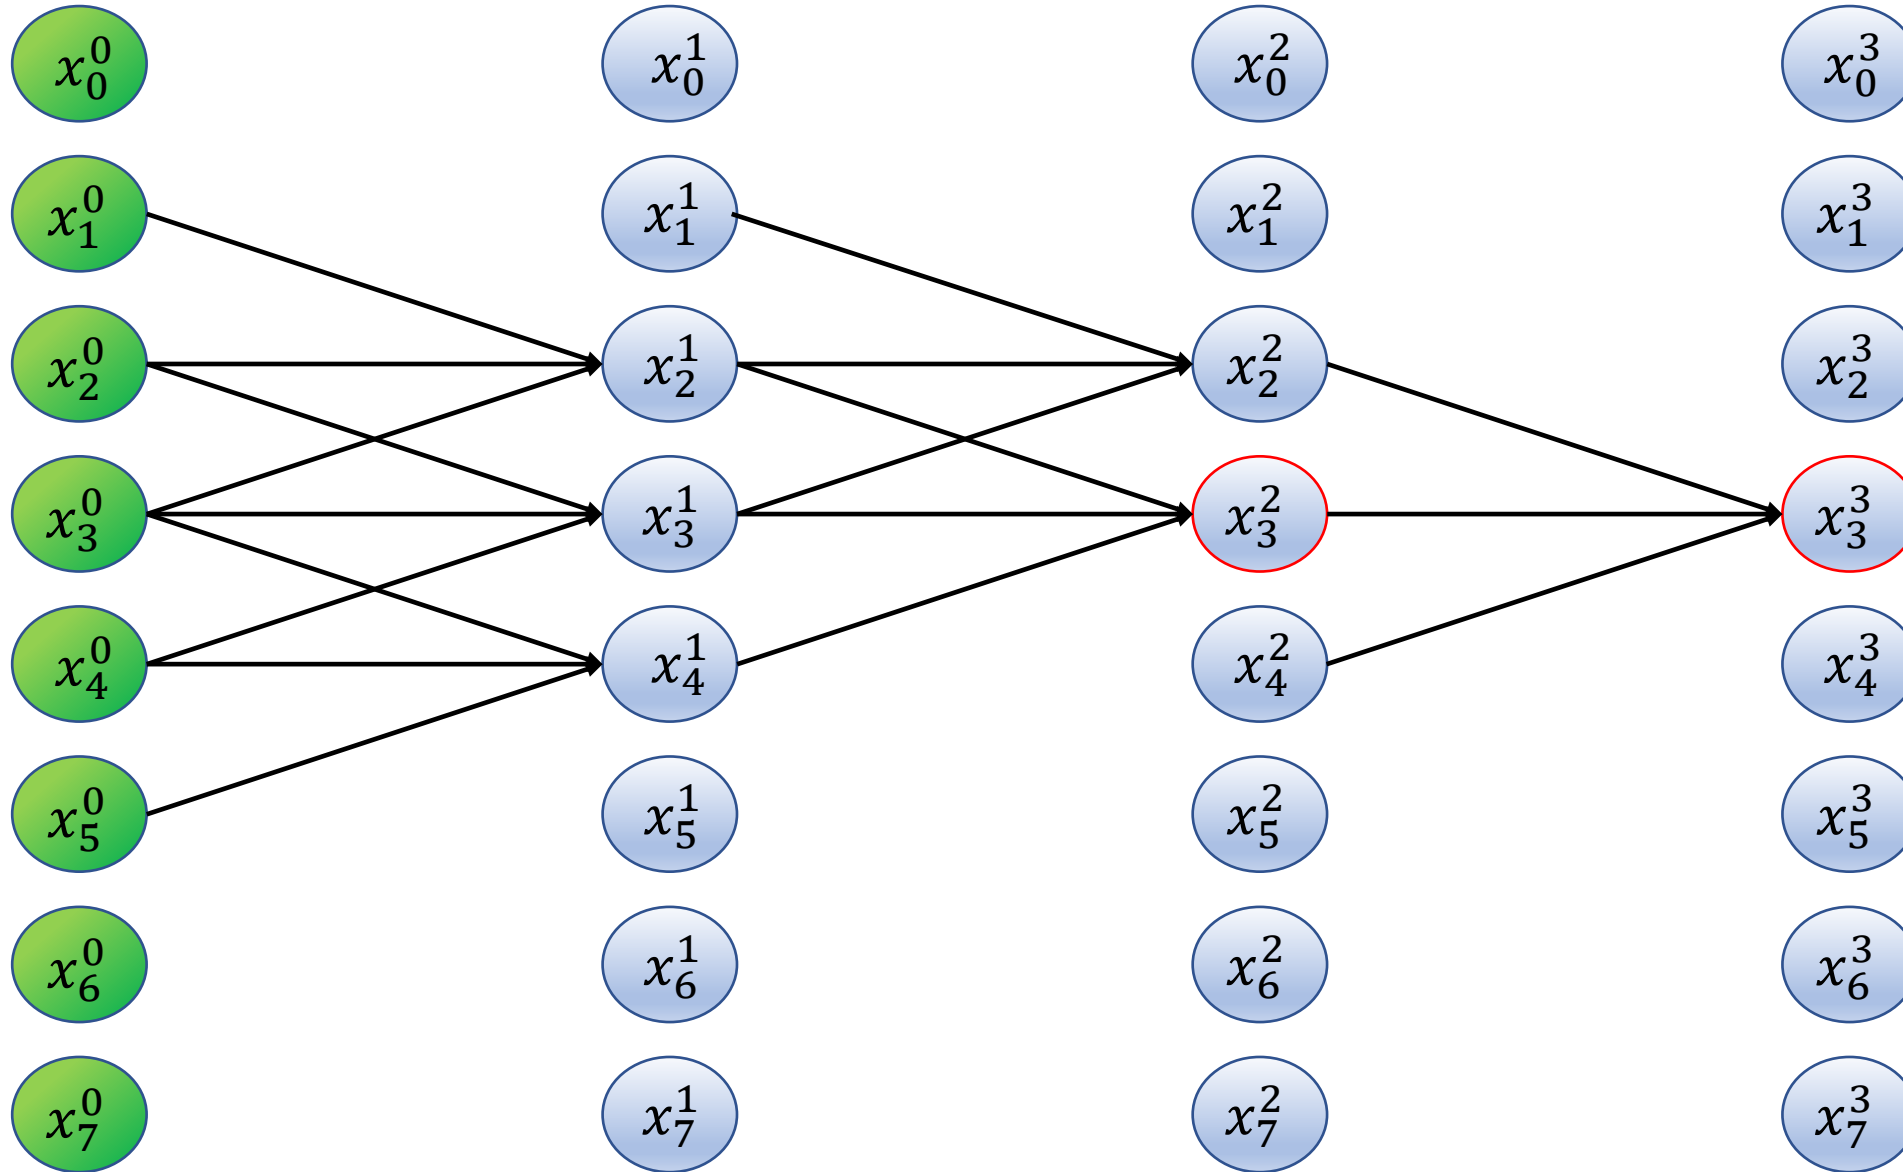 x_0^0 x_0^1 x_0^2 x_0^3
x_1^0 x_1^1 x_1^2 x_1^3
x_2^0 x_2^1 x_2^2 x_2^3
x_3^0 x_3^1 x_3^2 x_3^3
x_4^0 x_4^1 x_4^2 x_4^3
x_5^0 x_5^1 x_5^2 x_5^3
x_6^0 x_6^1 x_6^2 x_6^3
x_7^0 x_7^1 x_7^2 x_7^3